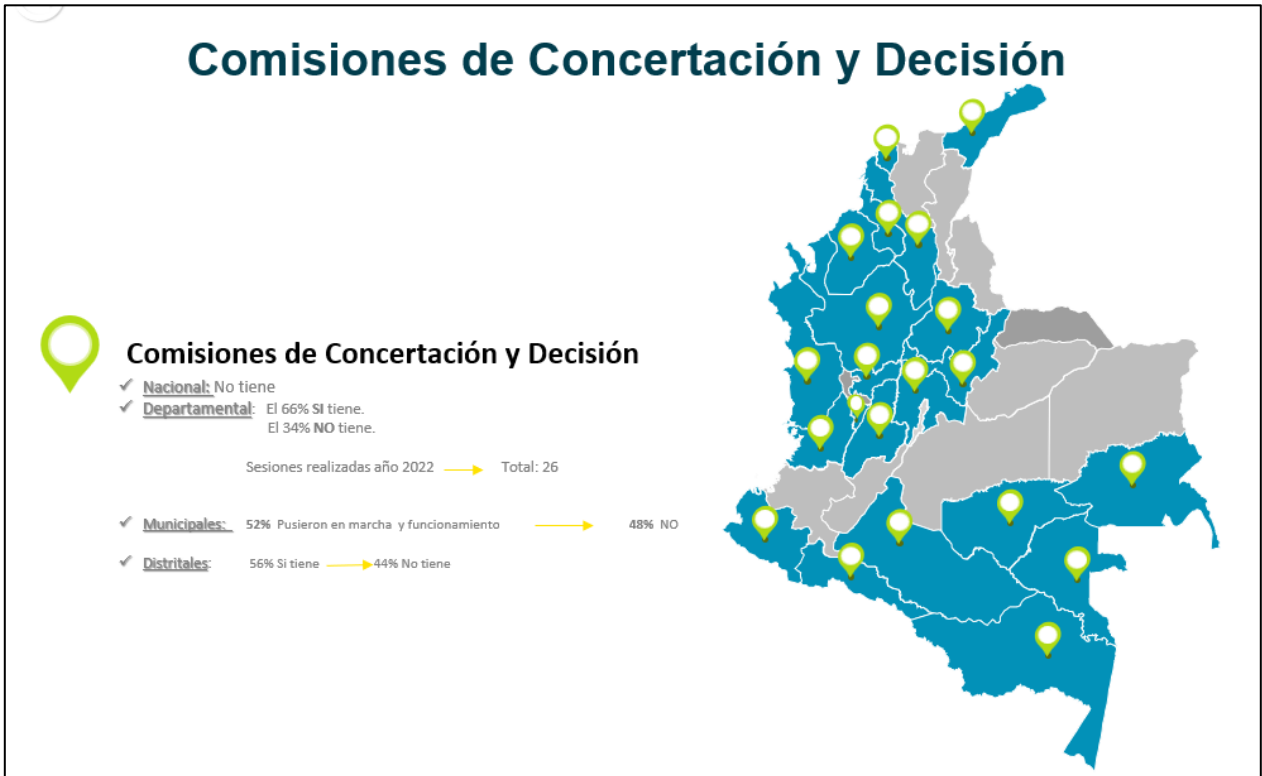 Comisiones de Concertación y Decisión
Comisiones de Concertación y Decisión
✓ Nacional: No tiene
✓ Departamental: El 66% SI tiene.
El 34% NO tiene.
Sesiones realizadas año 2022 → Total: 26
✓ Municipales: 52% Pusieron en marcha y funcionamiento → 48% NO
✓ Distritales: 56% Si tiene → 44% No tiene